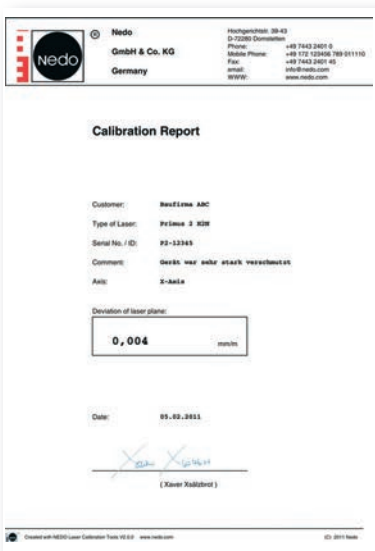 Nedo
®
Nedo
GmbH & Co. KG
Germany
Hochgerichtstr. 39-43
D-72280 Dornstetten
Phone: +49 7443 2401 0
Mobile Phone: +49 172 123456 789 011110
Fax: +49 7443 2401 45
email: info@nedo.com
WWW: www.nedo.com
Calibration Report
Customer: Baufirma ABC
Type of Laser: Primus 2 H2N
Serial No. / ID: P2-12345
Comment: Gerät war sehr stark verschmutzt
Axis: X-Axis
Deviation of laser plane:
0,004 mm/m
Date: 05.02.2011
( Xaver Xsälzbrot )
Created with NEDO Laser Calibration Tools V2.0.0 www.nedo.com
(C) 2011 Nedo